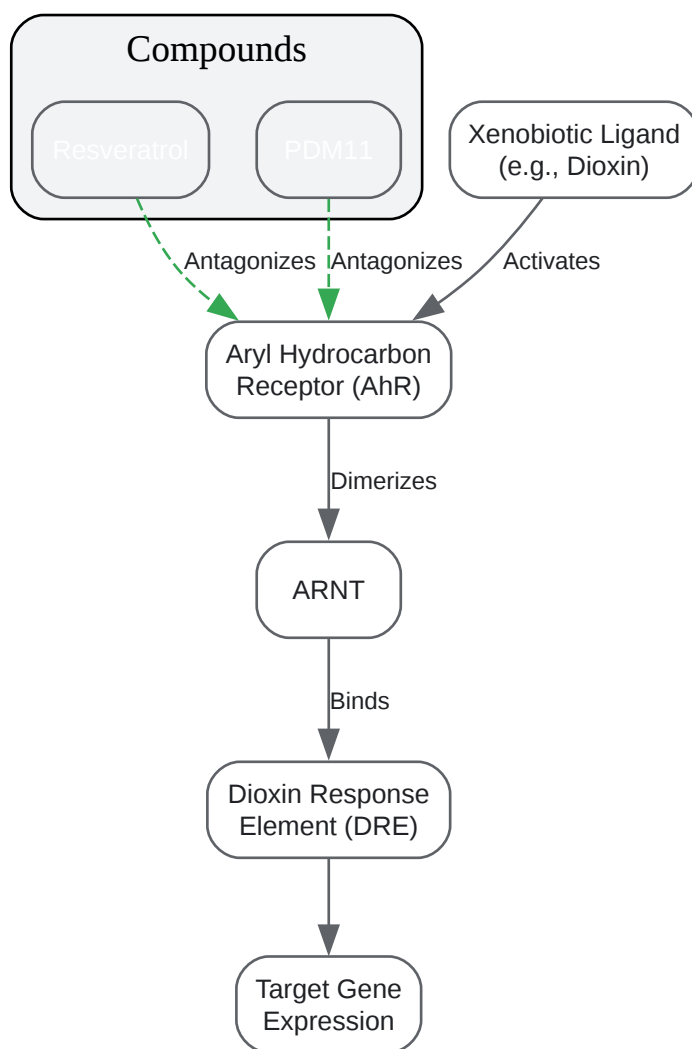 Compounds
Resveratrol
PDM11
Xenobiotic Ligand
(e.g., Dioxin)
Antagonizes
Antagonizes
Activates
Aryl Hydrocarbon
Receptor (AhR)
Dimerizes
ARNT
Binds
Dioxin Response
Element (DRE)
Target Gene
Expression